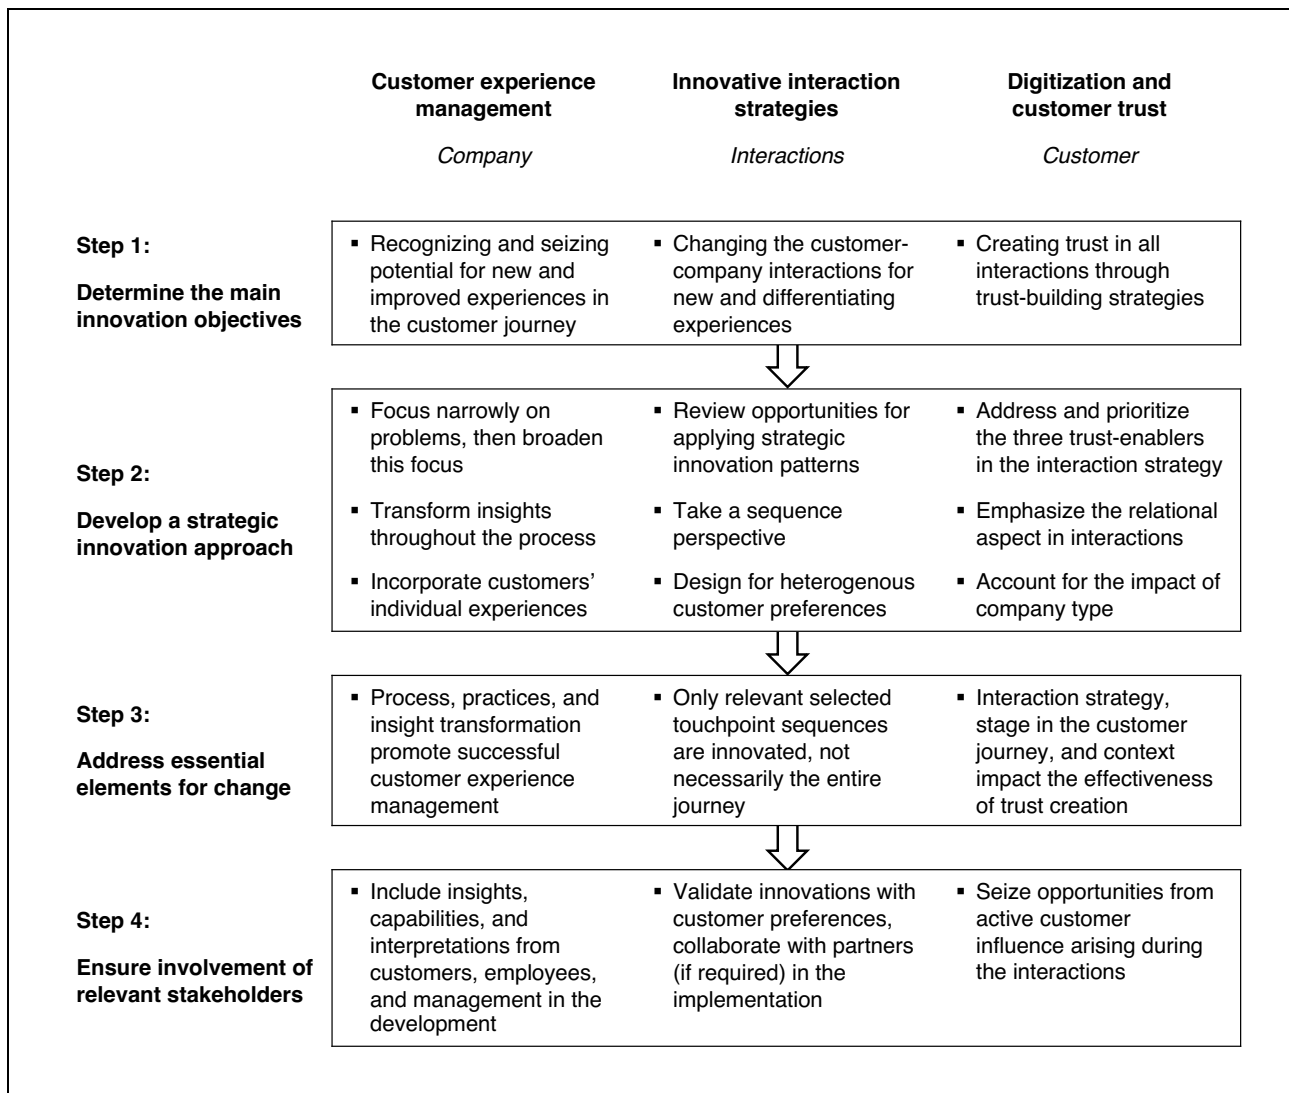 Customer experience
management
Company
Innovative interaction
strategies
Interactions
Digitization and
customer trust
Customer
Step 1:
Determine the main
innovation objectives
▪ Recognizing and seizing
potential for new and
improved experiences in
the customer journey
▪ Changing the customer-
company interactions for
new and differentiating
experiences
▪ Creating trust in all
interactions through
trust-building strategies
Step 2:
Develop a strategic
innovation approach
▪ Focus narrowly on
problems, then broaden
this focus
▪ Transform insights
throughout the process
▪ Incorporate customers’
individual experiences
▪ Review opportunities for
applying strategic
innovation patterns
▪ Take a sequence
perspective
▪ Design for heterogenous
customer preferences
▪ Address and prioritize
the three trust-enablers
in the interaction strategy
▪ Emphasize the relational
aspect in interactions
▪ Account for the impact of
company type
Step 3:
Address essential
elements for change
▪ Process, practices, and
insight transformation
promote successful
customer experience
management
▪ Only relevant selected
touchpoint sequences
are innovated, not
necessarily the entire
journey
▪ Interaction strategy,
stage in the customer
journey, and context
impact the effectiveness
of trust creation
Step 4:
Ensure involvement of
relevant stakeholders
▪ Include insights,
capabilities, and
interpretations from
customers, employees,
and management in the
development
▪ Validate innovations with
customer preferences,
collaborate with partners
(if required) in the
implementation
▪ Seize opportunities from
active customer
influence arising during
the interactions